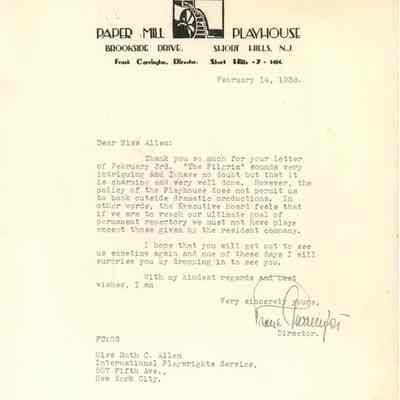 PAPER MILL PLAYHOUSE
BROOKSIDE DRIVE, SHORT HILLS, N.J.
Frank Carrington, Director. Short Hills -7- 1414.
February 14, 1938.
Dear Miss Allen:
Thank you so much for your letter
of February 3rd. "The Pilgrim" sounds very
intriguing and I have no doubt but that it
is charming and very well done. However, the
policy of the Playhouse does not permit us
to book outside dramatic productions. In
other words, the Executive board feels that
if we are to reach our ultimate goal of
permanent repertory we must not have plays
except those given by the resident company.
I hope that you will get out to see
us sometime again and one of these days I will
surprise you by dropping in to see you.
With my kindest regards and best
wishes, I am
Very sincerely yours,
Frank Carrington
Director.
Miss Ruth C. Allen
International Playwrights Service,
507 Fifth Ave.,
New York City.